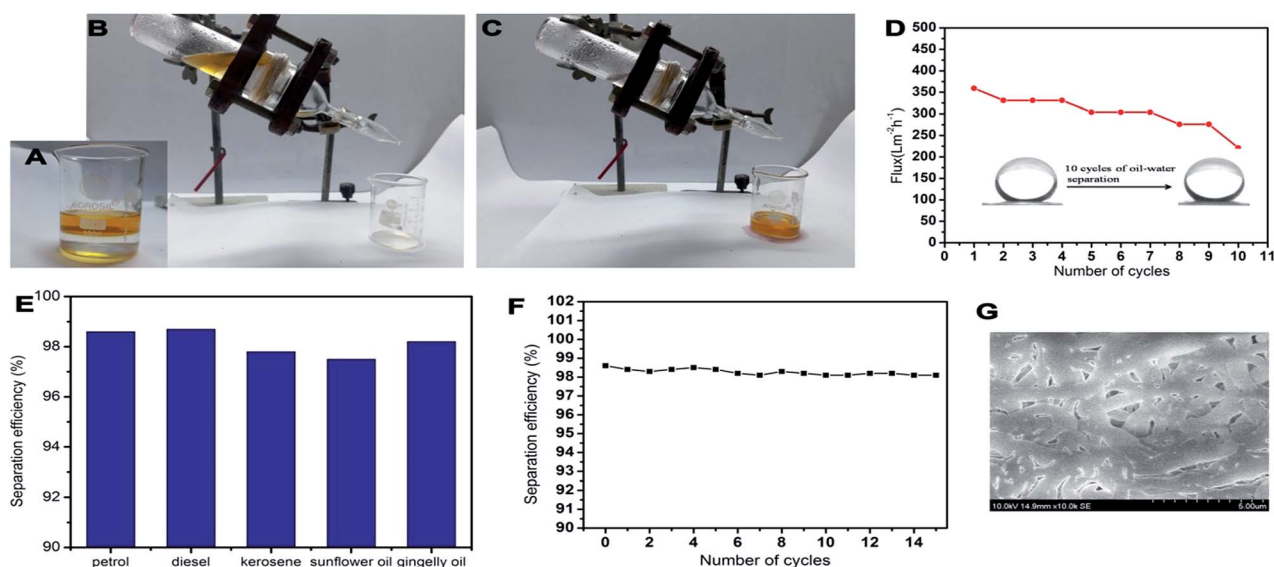 A
B
C
BOROSIL
D
Flux(Lm⁻²h⁻¹)
500
450
400
350
300
250
200
150
100
50
0
10 cycles of oil-water
separation
0 1 2 3 4 5 6 7 8 9 10 11
Number of cycles
E
Separation efficiency (%)
100
98
96
94
92
90
petrol diesel kerosene sunflower oil gingelly oil
F
Separation efficiency (%)
102
101
100
99
98
97
96
95
94
93
92
91
90
0 2 4 6 8 10 12 14
Number of cycles
G
10.0kV 14.9mm x10.0k SE 5.00um